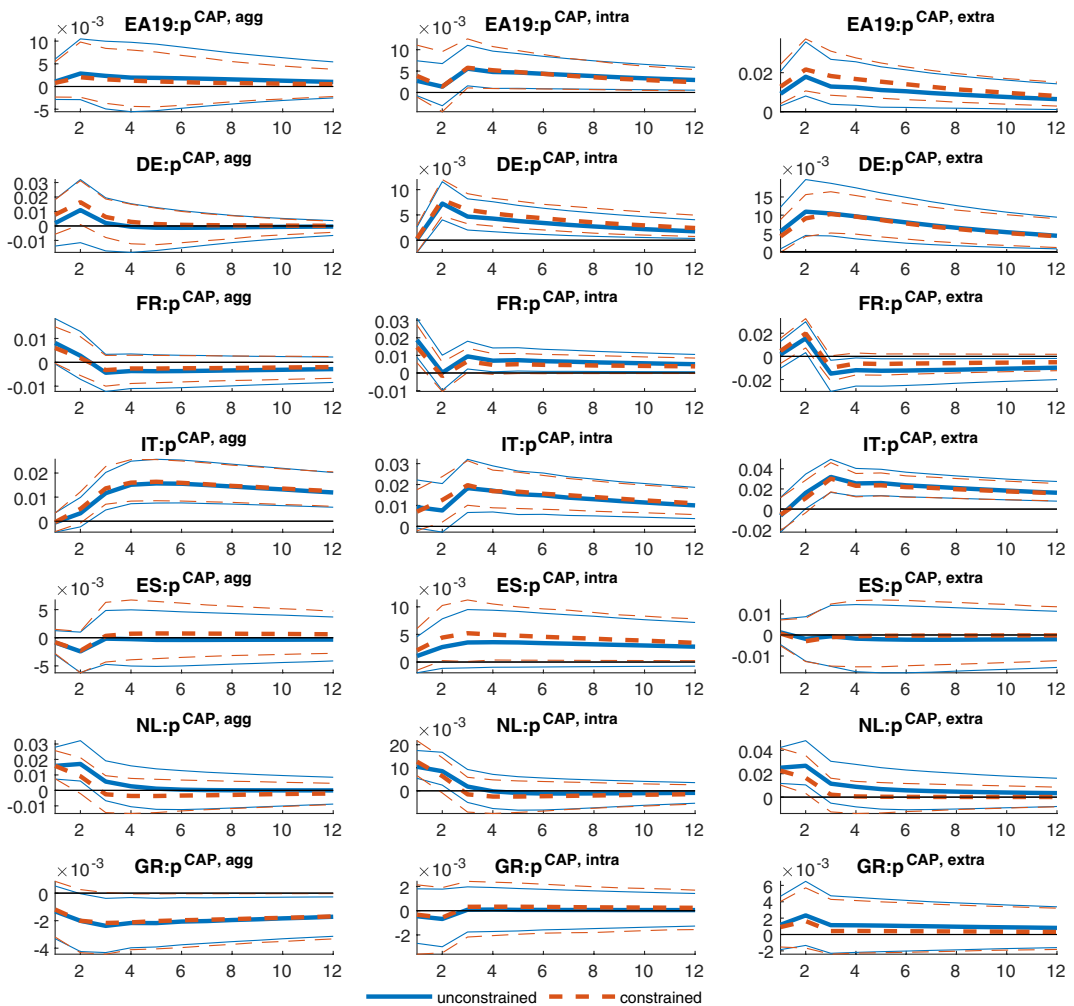 EA19:p^CAP, agg EA19:p^CAP, intra EA19:p^CAP, extra
×10^-3 ×10^-3
10 5 0 -5
10 5 0
0.02 0
2 4 6 8 10 12 2 4 6 8 10 12 2 4 6 8 10 12
DE:p^CAP, agg DE:p^CAP, intra DE:p^CAP, extra
×10^-3 ×10^-3
0.03 0.02 0.01 0 -0.01
10 5 0
15 10 5 0
2 4 6 8 10 12 2 4 6 8 10 12 2 4 6 8 10 12
FR:p^CAP, agg FR:p^CAP, intra FR:p^CAP, extra
0.01 0 -0.01
0.03 0.02 0.01 0 -0.01
0.02 0 -0.02
2 4 6 8 10 12 2 4 6 8 10 12 2 4 6 8 10 12
IT:p^CAP, agg IT:p^CAP, intra IT:p^CAP, extra
0.02 0.01 0
0.03 0.02 0.01 0
0.04 0.02 0 -0.02
2 4 6 8 10 12 2 4 6 8 10 12 2 4 6 8 10 12
ES:p^CAP, agg ES:p^CAP, intra ES:p^CAP, extra
×10^-3 ×10^-3
5 0 -5
10 5 0
0.01 0 -0.01
2 4 6 8 10 12 2 4 6 8 10 12 2 4 6 8 10 12
NL:p^CAP, agg NL:p^CAP, intra NL:p^CAP, extra
×10^-3
0.03 0.02 0.01 0 -0.01
20 10 0
0.04 0.02 0
2 4 6 8 10 12 2 4 6 8 10 12 2 4 6 8 10 12
GR:p^CAP, agg GR:p^CAP, intra GR:p^CAP, extra
×10^-3 ×10^-3 ×10^-3
0 -2 -4
2 0 -2
6 4 2 0 -2
2 4 6 8 10 12 2 4 6 8 10 12 2 4 6 8 10 12
unconstrained constrained